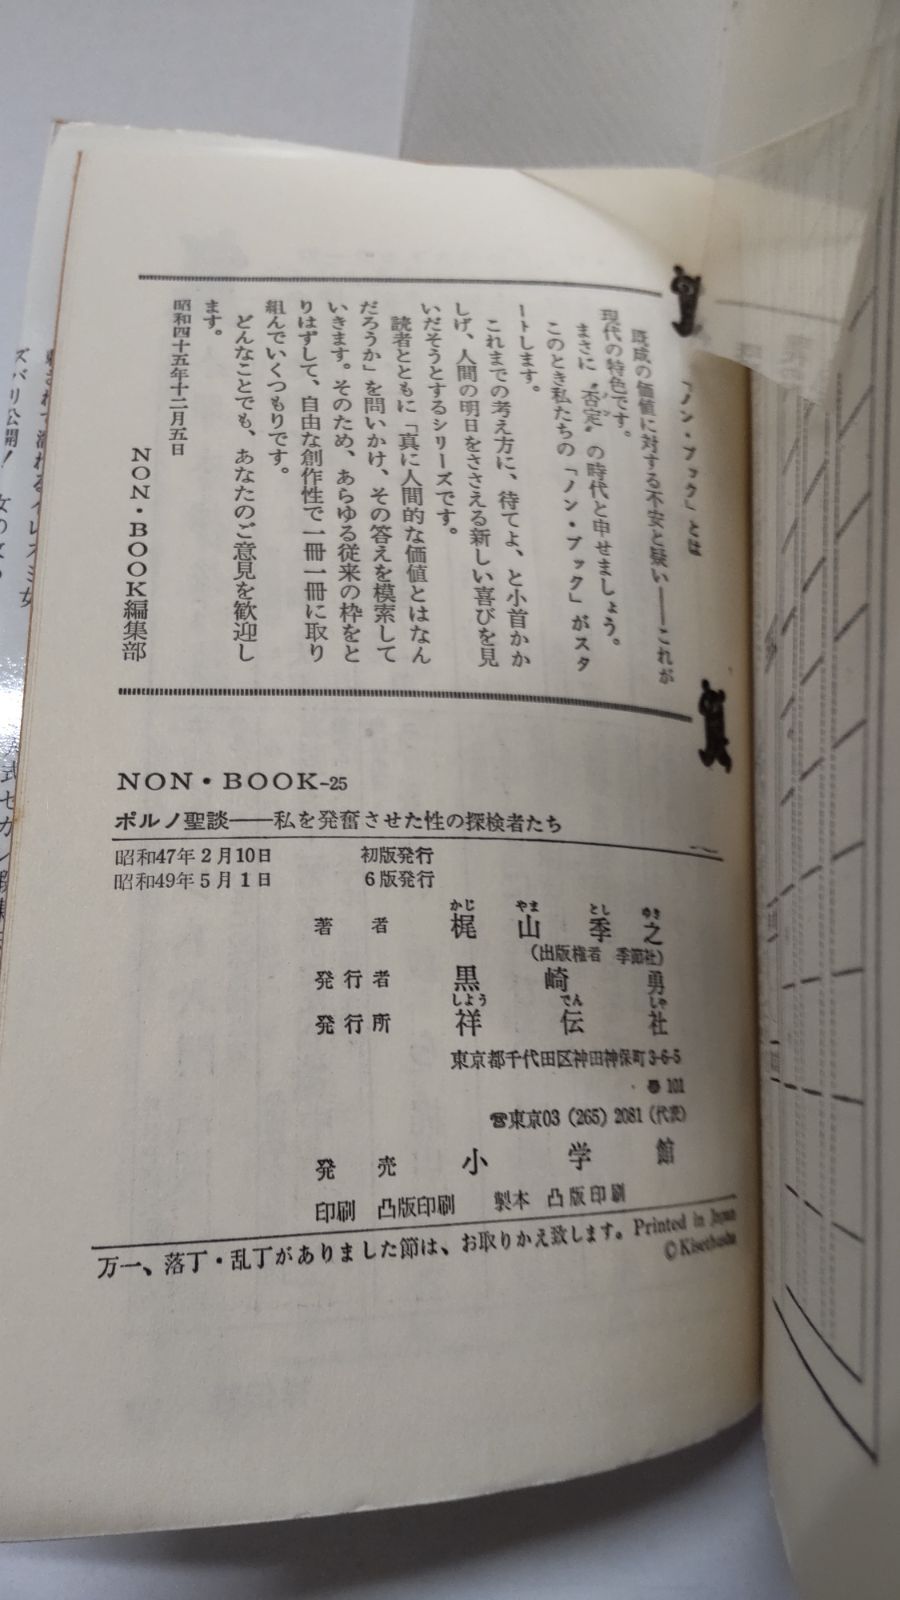 「ノン・ブック」とは
既成の価値に対する不安と疑い——これが
現代の特色です。
まさに〝否定〟の時代と申せましょう。
このとき私たちの「ノン・ブック」がスタ
ートします。
これまでの考え方に、待てよ、と小首かか
しげ、人間の明日をささえる新しい喜びを見
いだそうとするシリーズです。
読者とともに「真に人間的な価値とはなん
だろうか」を問いかけ、その答えを模索して
いきます。そのため、あらゆる従来の枠をと
りはずして、自由な創作性で一冊一冊に取り
組んでいくつもりです。
どんなことでも、あなたのご意見を歓迎し
ます。
昭和四十五年十二月五日
NON・BOOK編集部
NON・BOOK-25
ポルノ聖談——私を発奮させた性の探検者たち
昭和47年2月10日 初版発行
昭和49年5月1日 6版発行
かじ やま とし ゆき
著者 梶山季之
(出版権者 季節社)
発行者 黒崎勇
しよう でん しゃ
発行所 祥伝社
東京都千代田区神田神保町3-6-5
101
☎東京03(265)2081(代表)
発売 小学館
印刷 凸版印刷 製本 凸版印刷
万一、落丁・乱丁がありました節は、お取りかえ致します。 Printed in Japan
©Kisethusha
ズバリ公開!